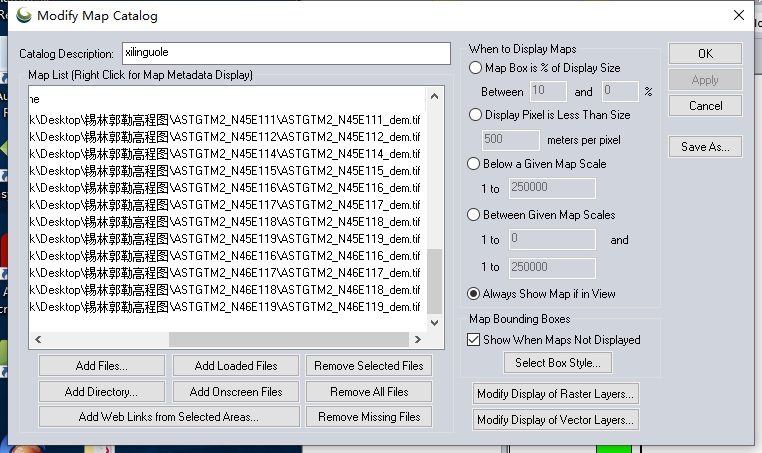 Modify Map Catalog
Catalog Description: xilinguole
Map List (Right Click for Map Metadata Display)
me
k\Desktop\锡林郭勒高程图\ASTGTM2_N45E111\ASTGTM2_N45E111_dem.tif
k\Desktop\锡林郭勒高程图\ASTGTM2_N45E112\ASTGTM2_N45E112_dem.tif
k\Desktop\锡林郭勒高程图\ASTGTM2_N45E114\ASTGTM2_N45E114_dem.tif
k\Desktop\锡林郭勒高程图\ASTGTM2_N45E115\ASTGTM2_N45E115_dem.tif
k\Desktop\锡林郭勒高程图\ASTGTM2_N45E116\ASTGTM2_N45E116_dem.tif
k\Desktop\锡林郭勒高程图\ASTGTM2_N45E117\ASTGTM2_N45E117_dem.tif
k\Desktop\锡林郭勒高程图\ASTGTM2_N45E118\ASTGTM2_N45E118_dem.tif
k\Desktop\锡林郭勒高程图\ASTGTM2_N45E119\ASTGTM2_N45E119_dem.tif
k\Desktop\锡林郭勒高程图\ASTGTM2_N46E116\ASTGTM2_N46E116_dem.tif
k\Desktop\锡林郭勒高程图\ASTGTM2_N46E117\ASTGTM2_N46E117_dem.tif
k\Desktop\锡林郭勒高程图\ASTGTM2_N46E118\ASTGTM2_N46E118_dem.tif
k\Desktop\锡林郭勒高程图\ASTGTM2_N46E119\ASTGTM2_N46E119_dem.tif
Add Files... Add Loaded Files Remove Selected Files
Add Directory... Add Onscreen Files Remove All Files
Add Web Links from Selected Areas... Remove Missing Files
When to Display Maps
Map Box is % of Display Size
Between 10 and 0 %
Display Pixel is Less Than Size
500 meters per pixel
Below a Given Map Scale
1 to 250000
Between Given Map Scales
1 to 0 and
1 to 250000
Always Show Map if in View
Map Bounding Boxes
Show When Maps Not Displayed
Select Box Style...
Modify Display of Raster Layers...
Modify Display of Vector Layers...
OK
Apply
Cancel
Save As...